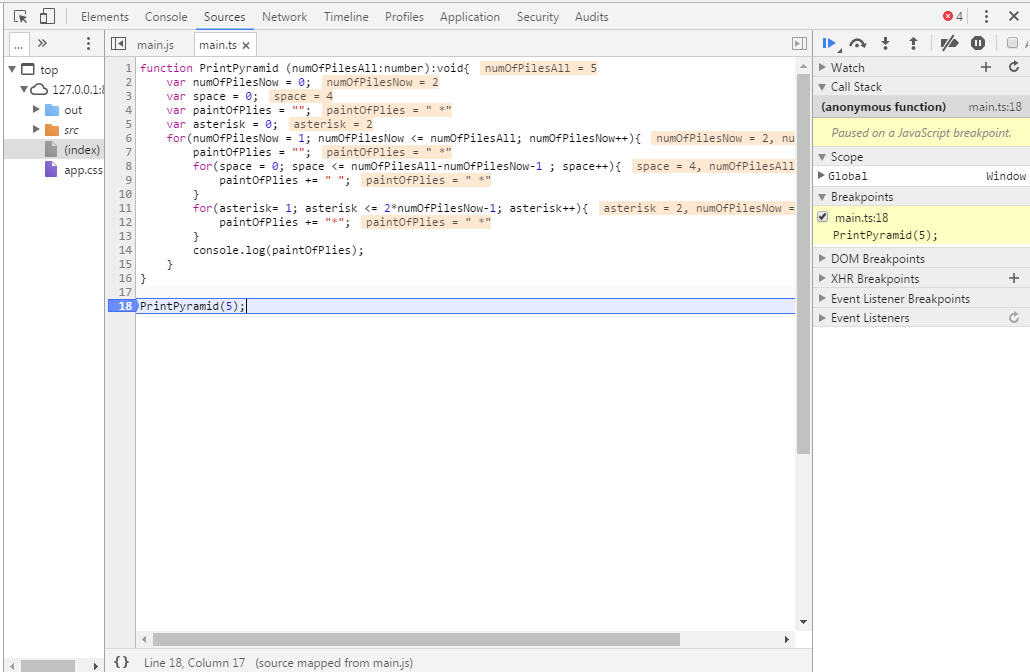 Elements Console Sources Network Timeline Profiles Application Security Audits 4
... » main.js main.ts ×
top
127.0.0.1:8
out
src
(index)
app.css
1 function PrintPyramid (numOfPilesAll:number):void{ numOfPilesAll = 5
2 var numOfPilesNow = 0; numOfPilesNow = 2
3 var space = 0; space = 4
4 var paintOfPlies = ""; paintOfPlies = " *"
5 var asterisk = 0; asterisk = 2
6 for(numOfPilesNow = 1; numOfPilesNow <= numOfPilesAll; numOfPilesNow++){ numOfPilesNow = 2, nu
7 paintOfPlies = ""; paintOfPlies = " *"
8 for(space = 0; space <= numOfPilesAll-numOfPilesNow-1 ; space++){ space = 4, numOfPilesAll
9 paintOfPlies += " "; paintOfPlies = " *"
10 }
11 for(asterisk= 1; asterisk <= 2*numOfPilesNow-1; asterisk++){ asterisk = 2, numOfPilesNow =
12 paintOfPlies += "*"; paintOfPlies = " *"
13 }
14 console.log(paintOfPlies);
15 }
16 }
17
18 PrintPyramid(5);
{} Line 18, Column 17 (source mapped from main.js)
Watch
Call Stack
(anonymous function) main.ts:18
Paused on a JavaScript breakpoint.
Scope
Global Window
Breakpoints
main.ts:18
PrintPyramid(5);
DOM Breakpoints
XHR Breakpoints
Event Listener Breakpoints
Event Listeners